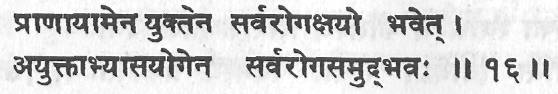 प्राणायामेन युक्तेन सर्वरोगक्षयो भवेत् ।
अयुक्ताभ्यासयोगेन सर्वरोगसमुद्भवः ॥ १६ ॥